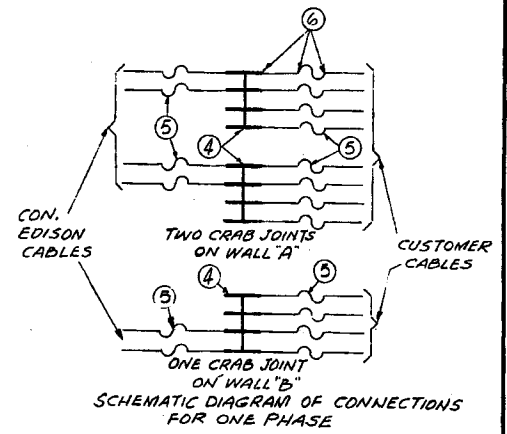 6
5
4
5
CON.
EDISON
CABLES
TWO CRAB JOINTS
ON WALL "A"
CUSTOMER
CABLES
4
5
5
ONE CRAB JOINT
ON WALL "B"
SCHEMATIC DIAGRAM OF CONNECTIONS
FOR ONE PHASE